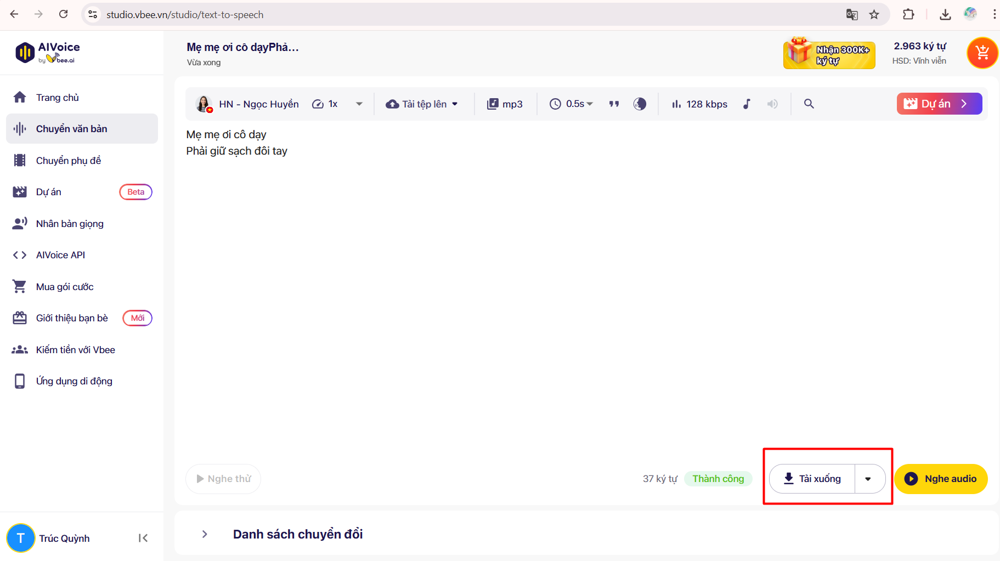 studio.vbee.vn/studio/text-to-speech
AIVoice
by Vbee.ai
Mẹ mẹ ơi cô dạyPhả...
Vừa xong
Nhận 300K+
ký tự
2.963 ký tự
HSD: Vĩnh viễn
Trang chủ
Chuyển văn bản
Chuyển phụ đề
Dự án
Beta
Nhân bản giọng
AIVoice API
Mua gói cước
Giới thiệu bạn bè
Mới
Kiếm tiền với Vbee
Ứng dụng di động
HN - Ngọc Huyền
1x
Tải tệp lên
mp3
0.5s
128 kbps
Dự án
Mẹ mẹ ơi cô dạy
Phải giữ sạch đôi tay
Nghe thử
37 ký tự
Thành công
Tải xuống
Nghe audio
T
Trúc Quỳnh
Danh sách chuyển đổi